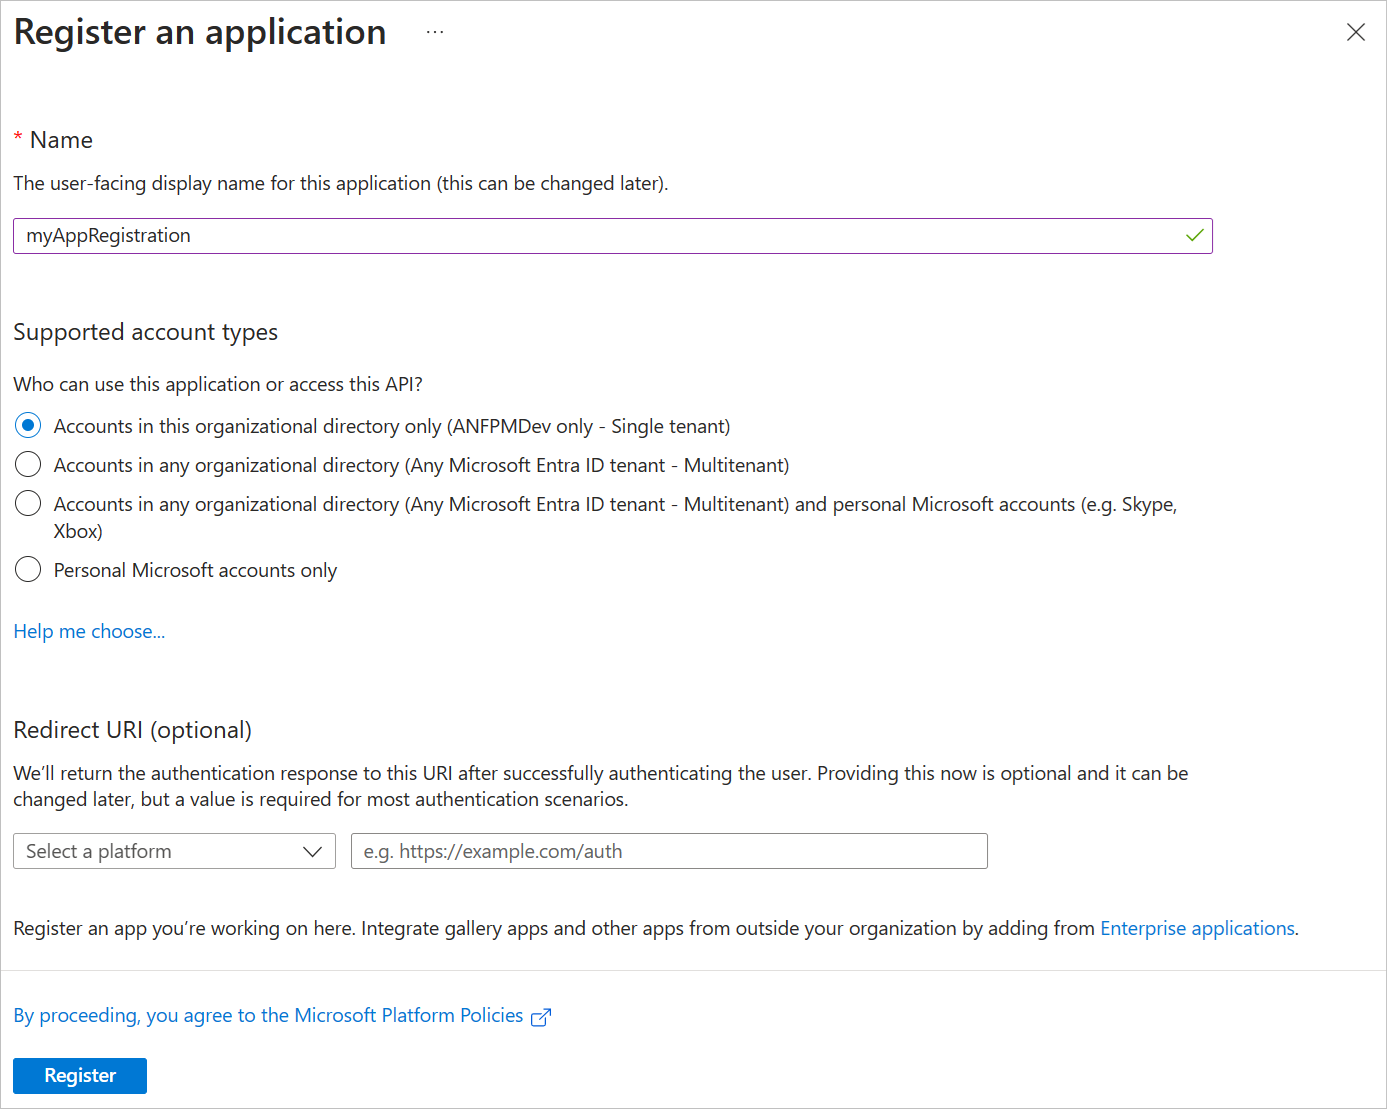 Register an application ...
* Name
The user-facing display name for this application (this can be changed later).
myAppRegistration
Supported account types
Who can use this application or access this API?
Accounts in this organizational directory only (ANFPMDev only - Single tenant)
Accounts in any organizational directory (Any Microsoft Entra ID tenant - Multitenant)
Accounts in any organizational directory (Any Microsoft Entra ID tenant - Multitenant) and personal Microsoft accounts (e.g. Skype,
Xbox)
Personal Microsoft accounts only
Help me choose...
Redirect URI (optional)
We’ll return the authentication response to this URI after successfully authenticating the user. Providing this now is optional and it can be
changed later, but a value is required for most authentication scenarios.
Select a platform e.g. https://example.com/auth
Register an app you’re working on here. Integrate gallery apps and other apps from outside your organization by adding from Enterprise applications.
By proceeding, you agree to the Microsoft Platform Policies
Register